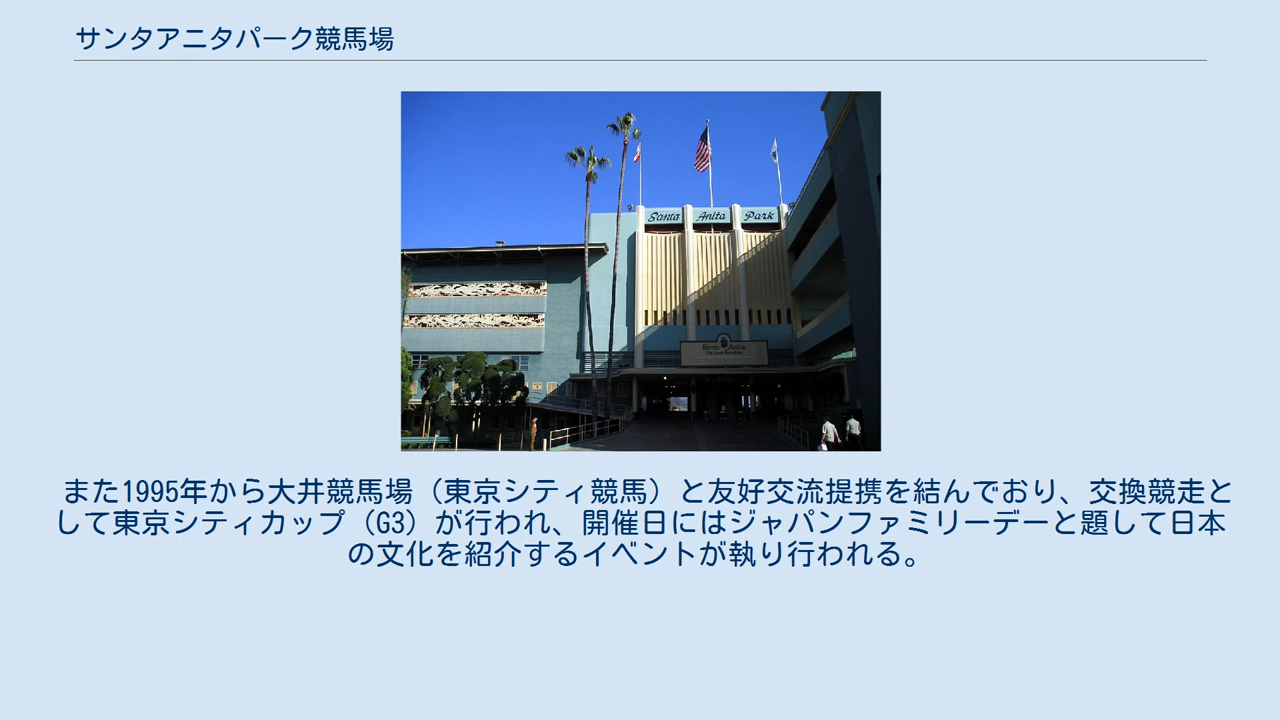 サンタアニタパーク競馬場
Santa Anita Park
また1995年から大井競馬場（東京シティ競馬）と友好交流提携を結んでおり、交換競走と
して東京シティカップ（G3）が行われ、開催日にはジャパンファミリーデーと題して日本
の文化を紹介するイベントが執り行われる。